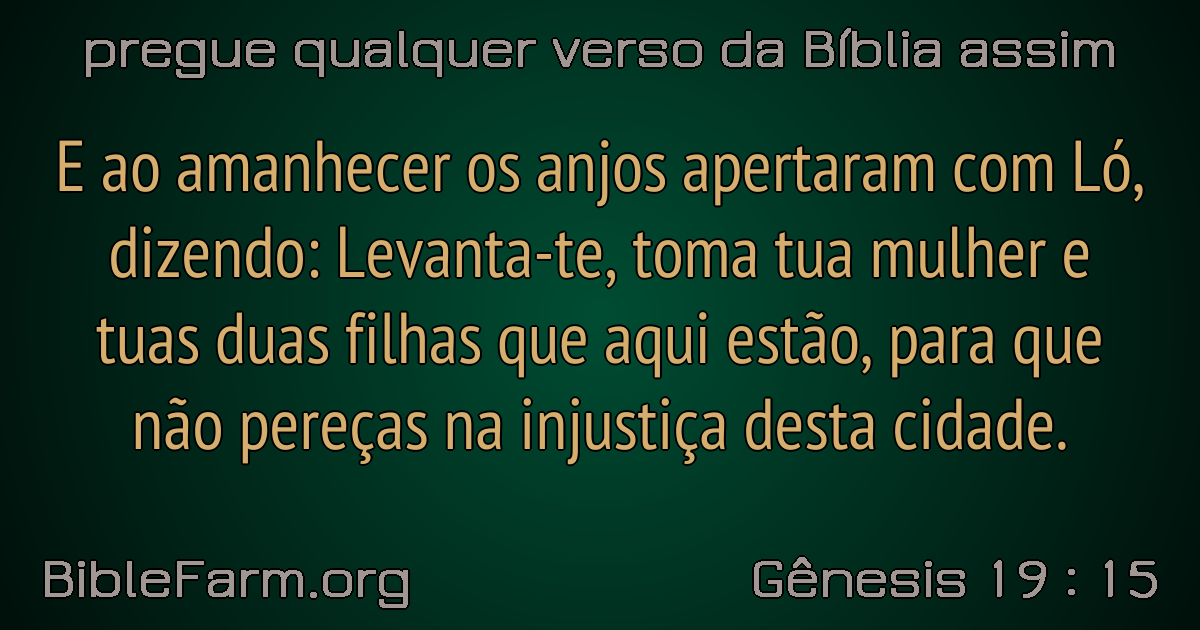 pregue qualquer verso da Bíblia assim
E ao amanhecer os anjos apertaram com Ló,
dizendo: Levanta-te, toma tua mulher e
tuas duas filhas que aqui estão, para que
não pereças na injustiça desta cidade.
BibleFarm.org
Gênesis 19 : 15